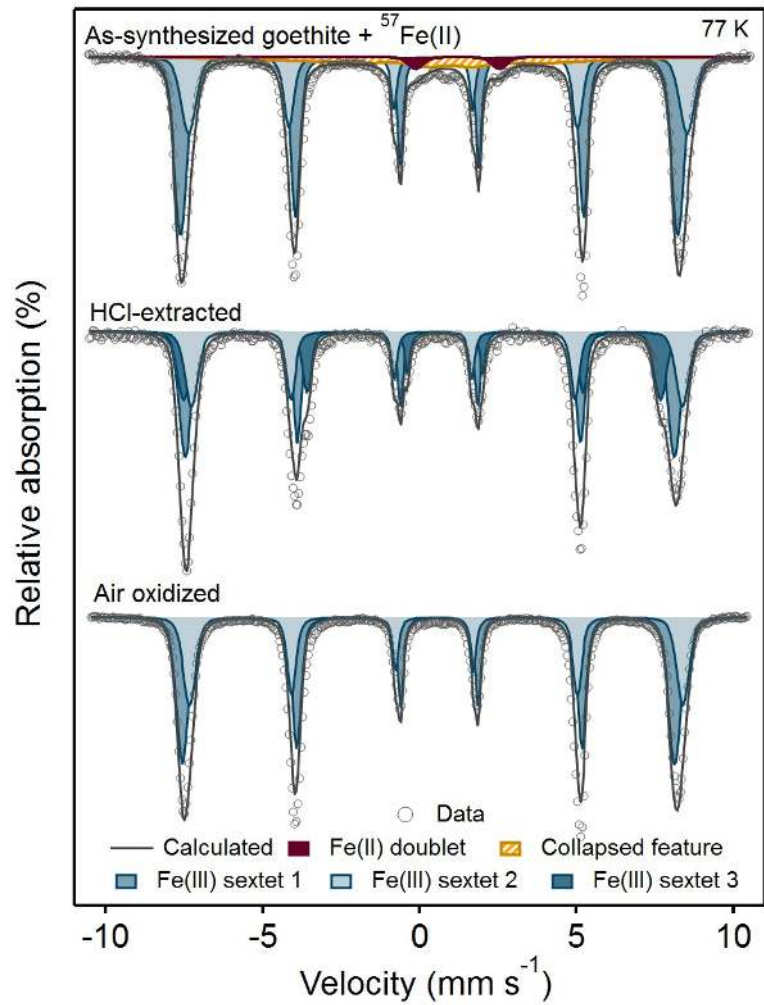 As-synthesized goethite + ⁵⁷Fe(II)
77 K
HCl-extracted
Air oxidized
Data
Calculated Fe(II) doublet Collapsed feature
Fe(III) sextet 1 Fe(III) sextet 2 Fe(III) sextet 3
Relative absorption (%)
-10 -5 0 5 10
Velocity (mm s⁻¹)